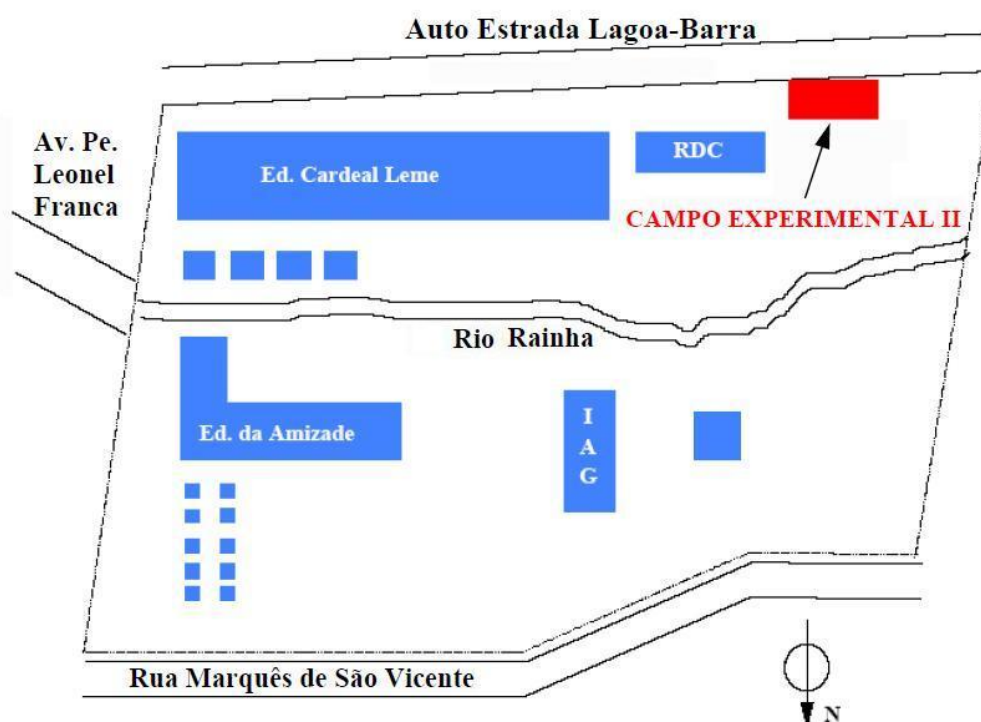 Auto Estrada Lagoa-Barra
Av. Pe.
Leonel
Franca
Ed. Cardeal Leme
RDC
CAMPO EXPERIMENTAL II
Rio Rainha
Ed. da Amizade
I
A
G
Rua Marquês de São Vicente
N